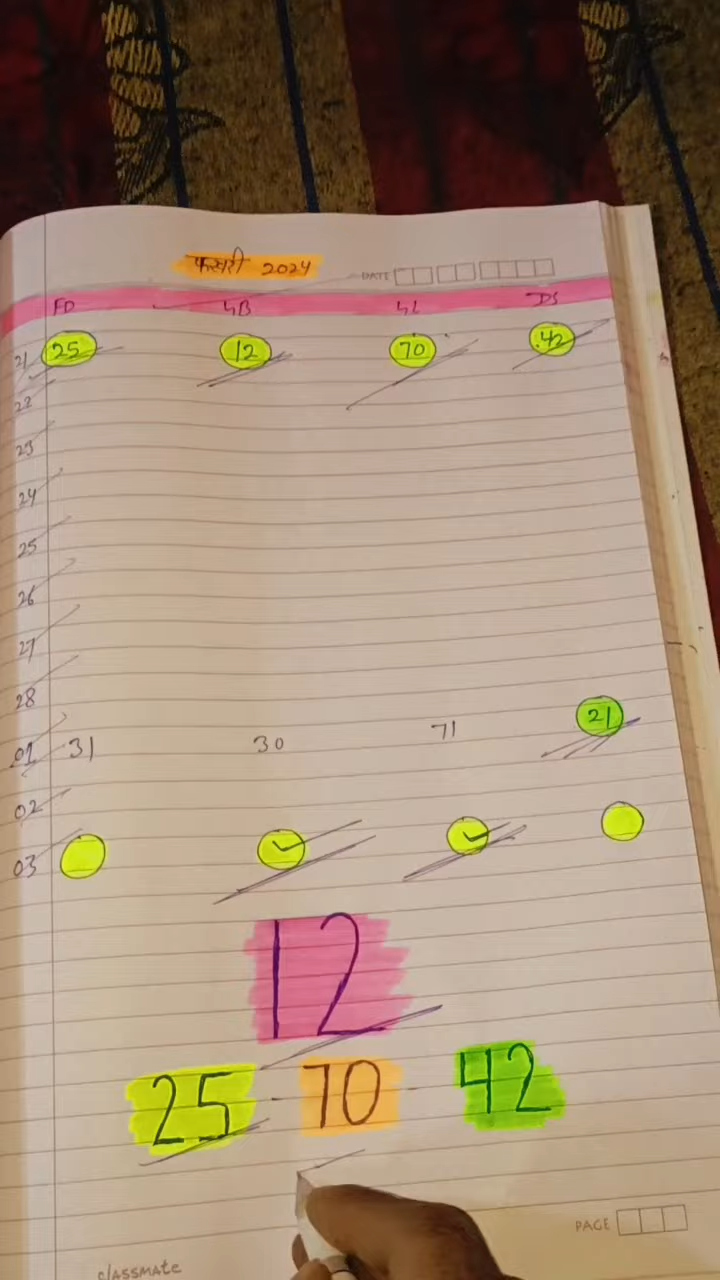 फरवरी 2024
DATE
FD GB GL DS
21 25 12 70 42
22
23
24
25
26
27
28
21
01 31 30 71
02
03
12
25 70 42
PAGE
classmate